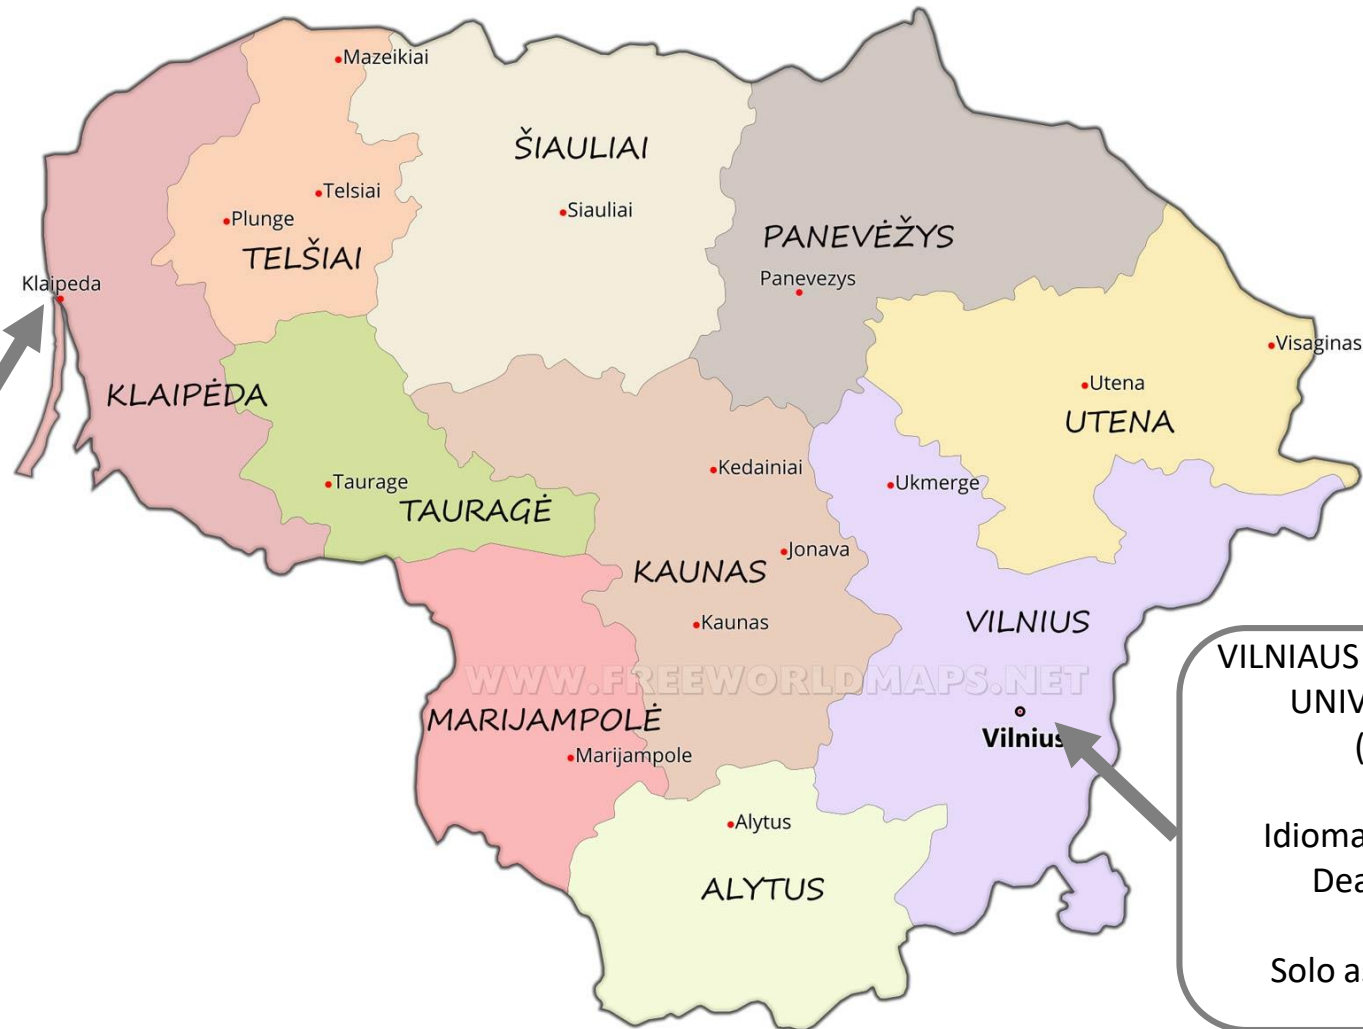 Mazeikiai
ŠIAULIAI
Telsiai
Siauliai
Plunge
PANEVĖŽYS
TELŠIAI
Panevezys
Klaipeda
Visaginas
Utena
KLAIPĖDA
UTENA
Kedainiai
Taurage
Ukmerge
TAURAGĖ
Jonava
KAUNAS
Kaunas
VILNIUS
WWW.FREEWORLDMAPS.NET
MARIJAMPOLĖ
Vilnius
Marijampole
Alytus
ALYTUS
VILNIAUS
UNIV
(
Idioma
Dea
Solo a